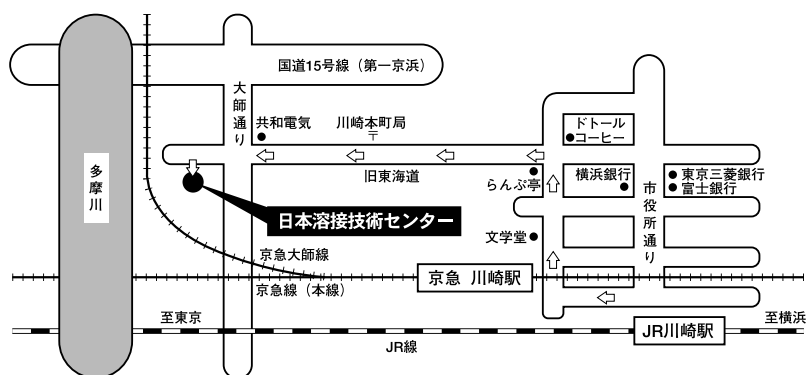 国道15号線（第一京浜）
大師通り
共和電気
川崎本町局
〒
ドトール
コーヒー
旧東海道
らんぷ亭
横浜銀行
東京三菱銀行
富士銀行
多摩川
市役所通り
日本溶接技術センター
文学堂
京急大師線
京急 川崎駅
京急線（本線）
至東京
至横浜
JR川崎駅
JR線